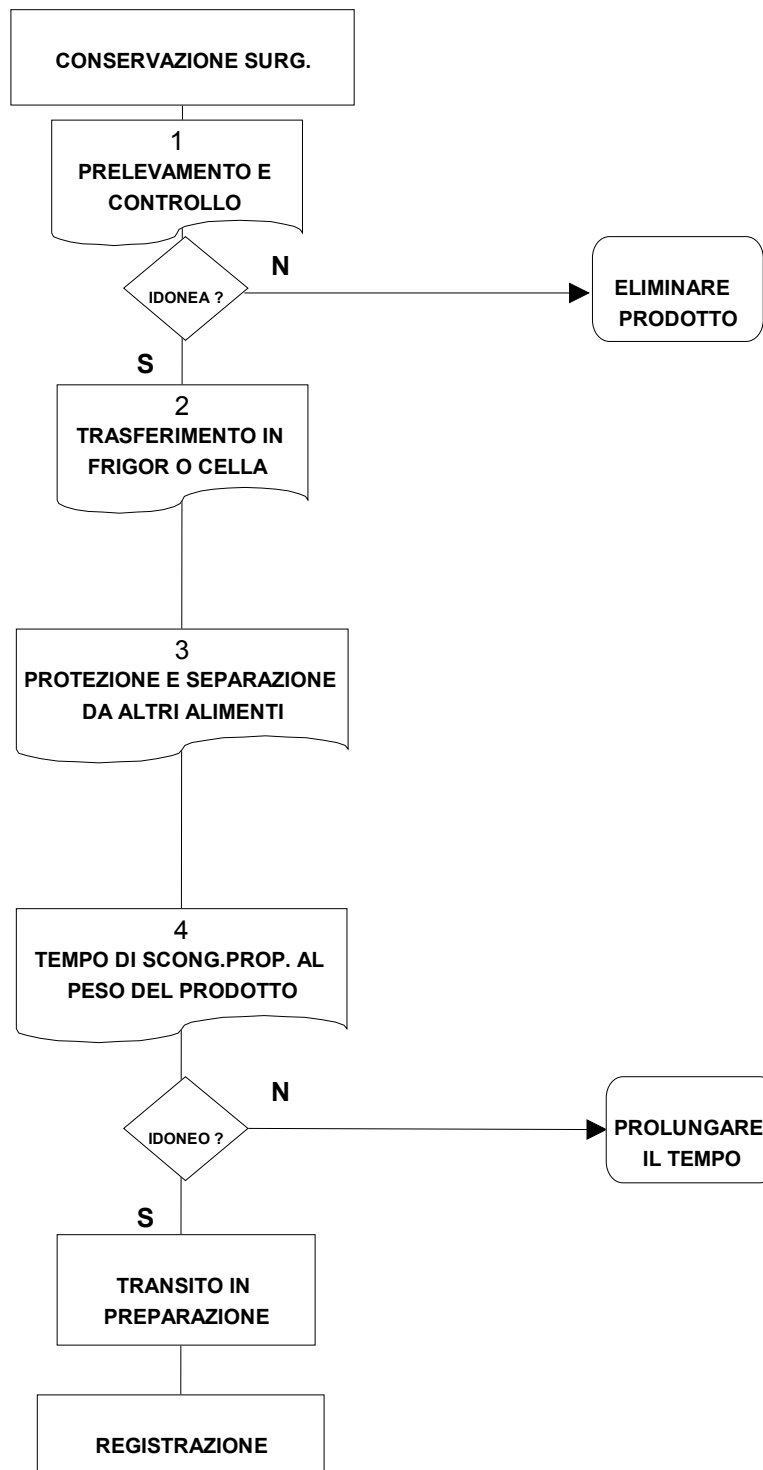 CONSERVAZIONE SURG.
1
PRELEVAMENTO E
CONTROLLO
IDONEA ?
N
ELIMINARE
PRODOTTO
S
2
TRASFERIMENTO IN
FRIGOR O CELLA
3
PROTEZIONE E SEPARAZIONE
DA ALTRI ALIMENTI
4
TEMPO DI SCONG.PROP. AL
PESO DEL PRODOTTO
IDONEO ?
N
PROLUNGARE
IL TEMPO
S
TRANSITO IN
PREPARAZIONE
REGISTRAZIONE